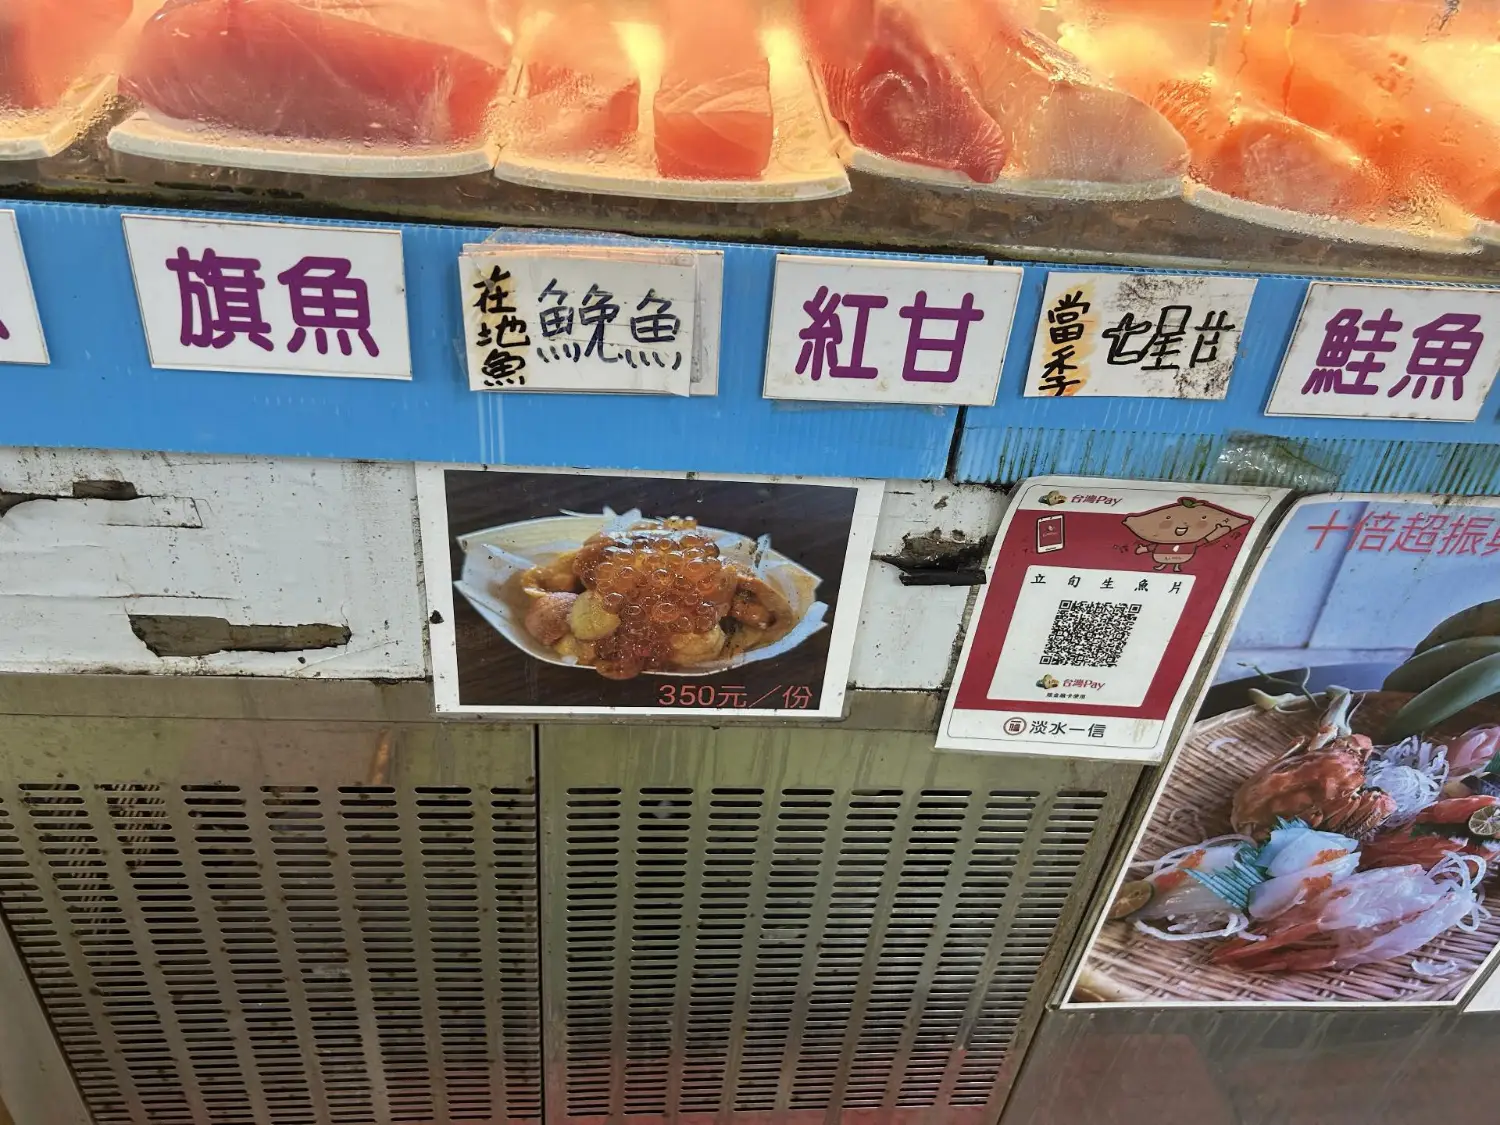 旗魚
在地魚
鮸魚
紅甘
當季
七星片
鮭魚
350元／份
台灣Pay
立旬生魚片
台灣Pay
淡水一信
十倍超振